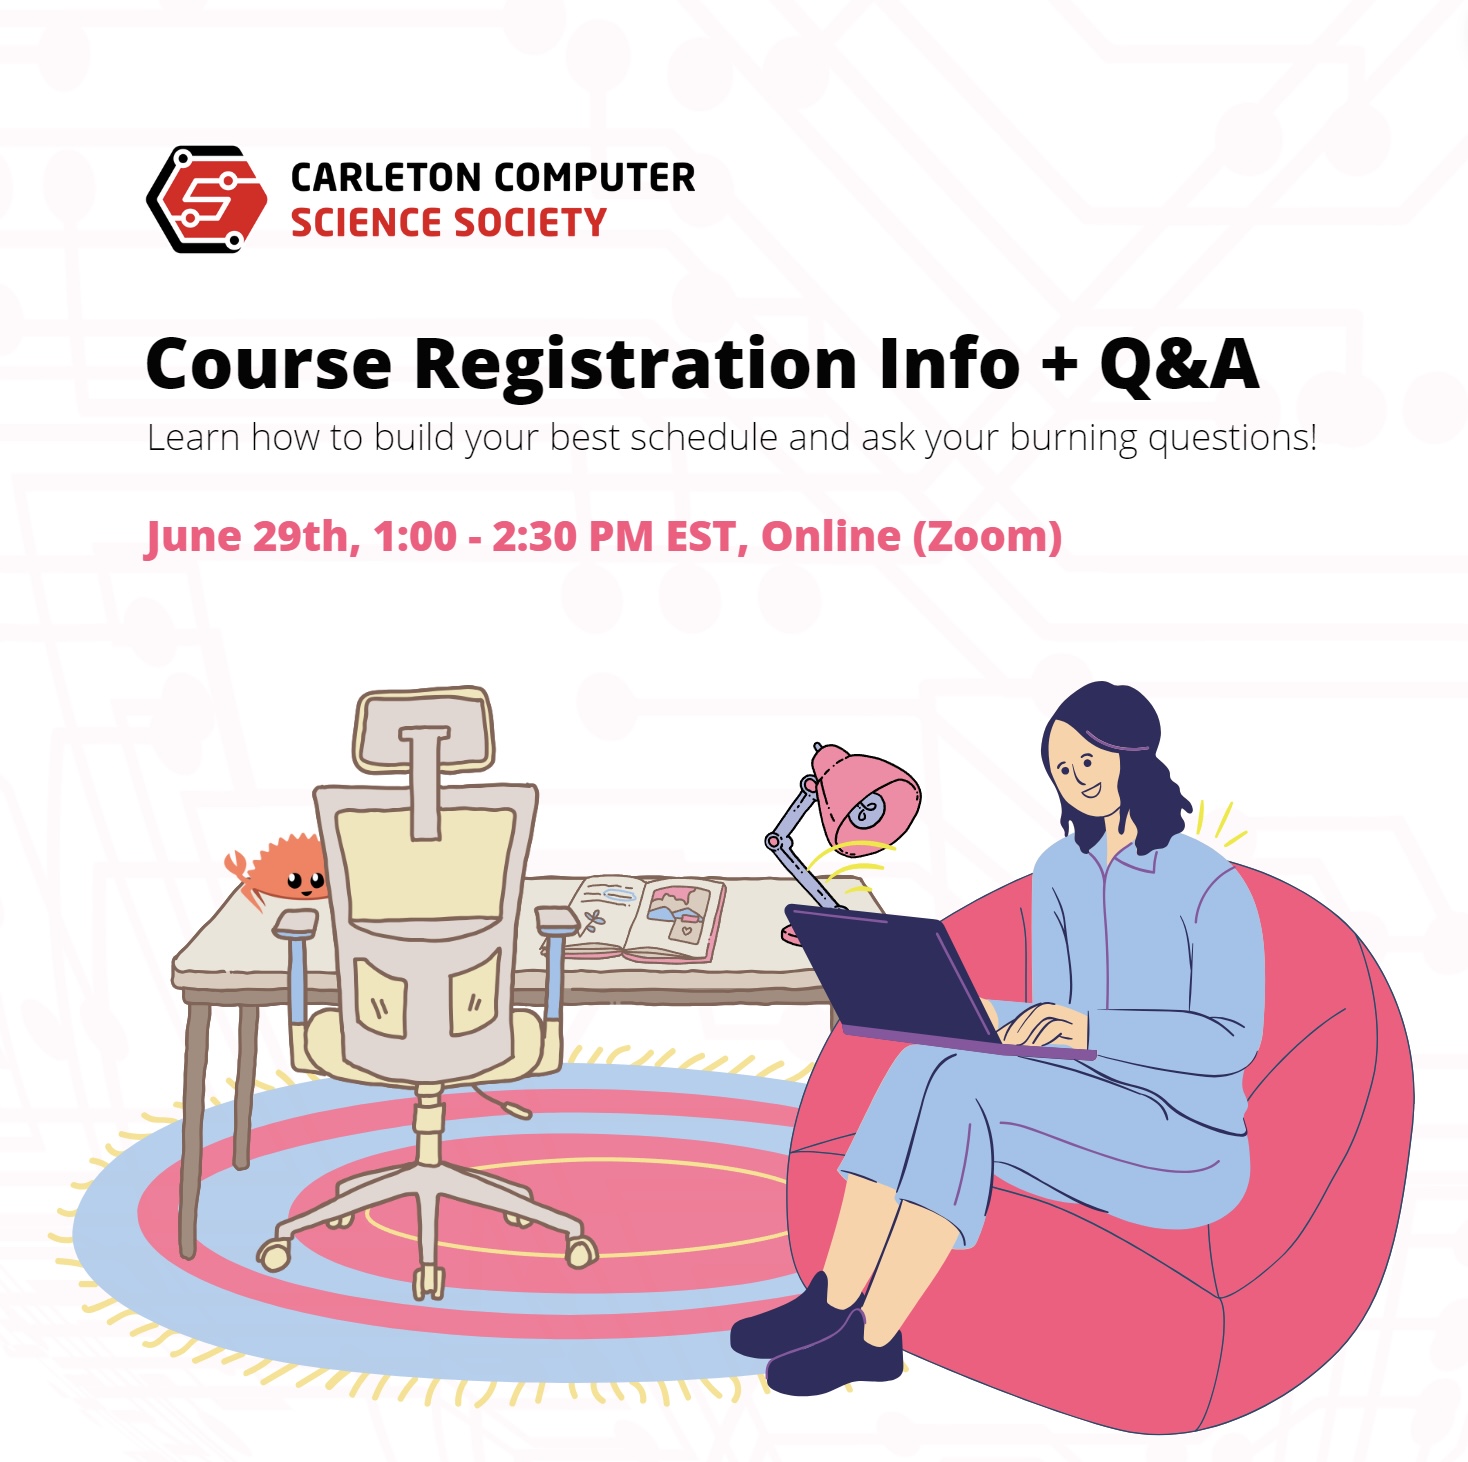 CARLETON COMPUTER
SCIENCE SOCIETY
Course Registration Info + Q&A
Learn how to build your best schedule and ask your burning questions!
June 29th, 1:00 - 2:30 PM EST, Online (Zoom)